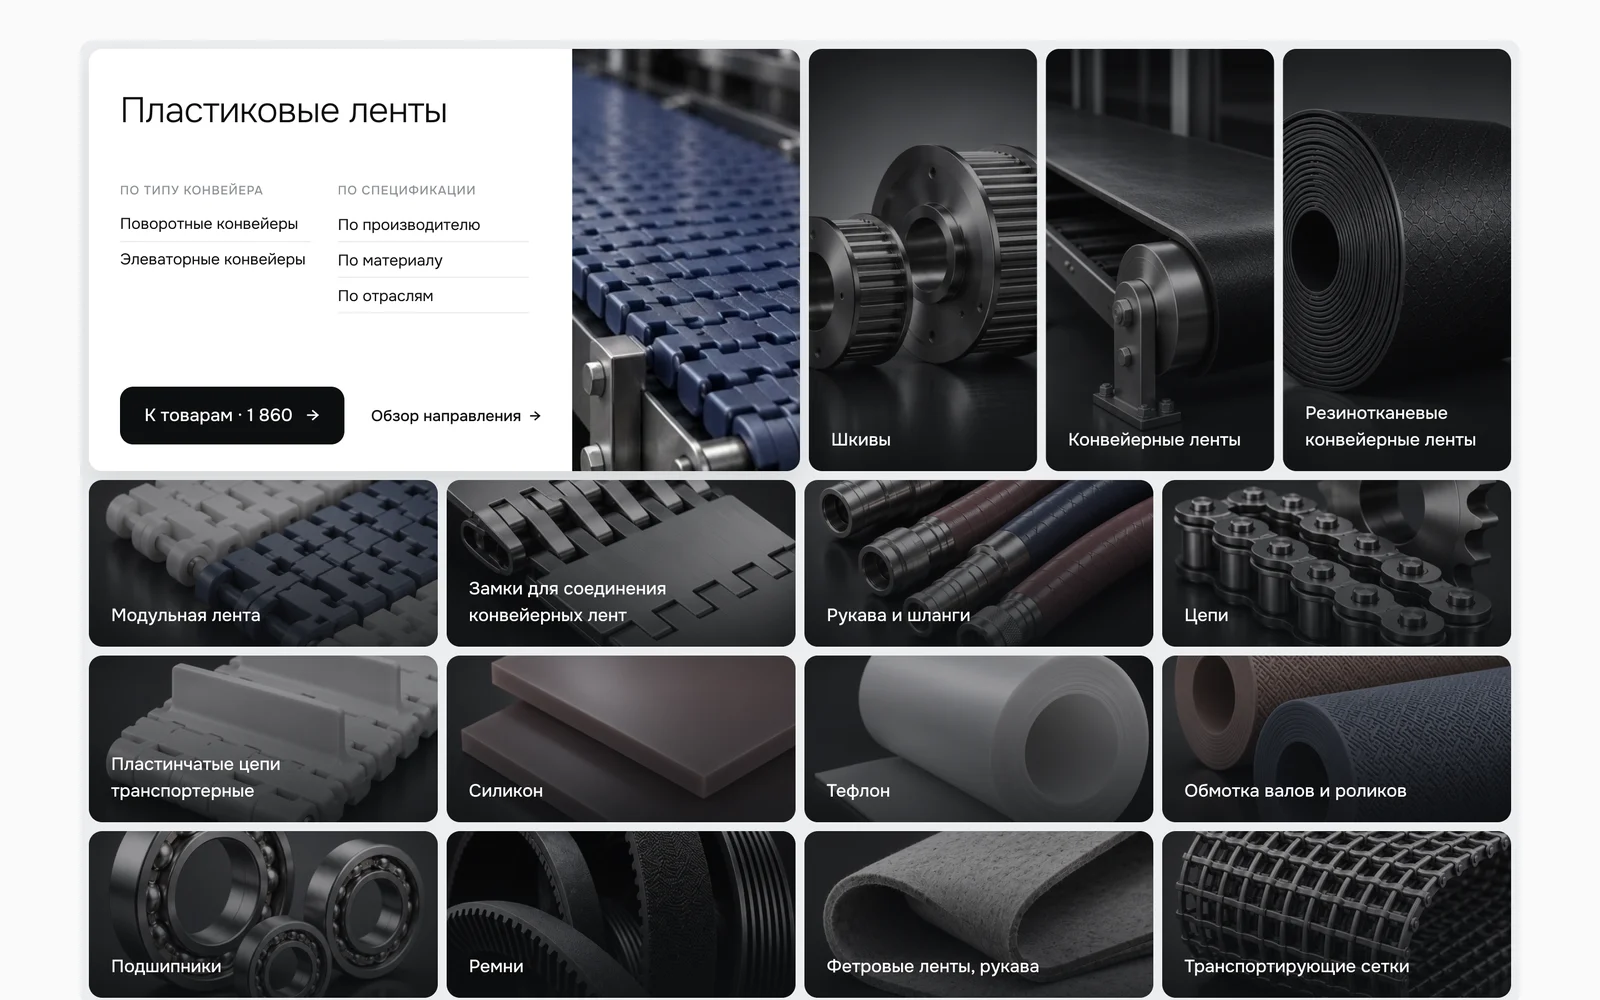 Пластиковые ленты
ПО ТИПУ КОНВЕЙЕРА
Поворотные конвейеры
Элеваторные конвейеры
ПО СПЕЦИФИКАЦИИ
По производителю
По материалу
По отраслям
К товарам · 1 860 →
Обзор направления →
Шкивы
Конвейерные ленты
Резинотканевые
конвейерные ленты
Модульная лента
Замки для соединения
конвейерных лент
Рукава и шланги
Цепи
Пластинчатые цепи
транспортерные
Силикон
Тефлон
Обмотка валов и роликов
Подшипники
Ремни
Фетровые ленты, рукава
Транспортирующие сетки